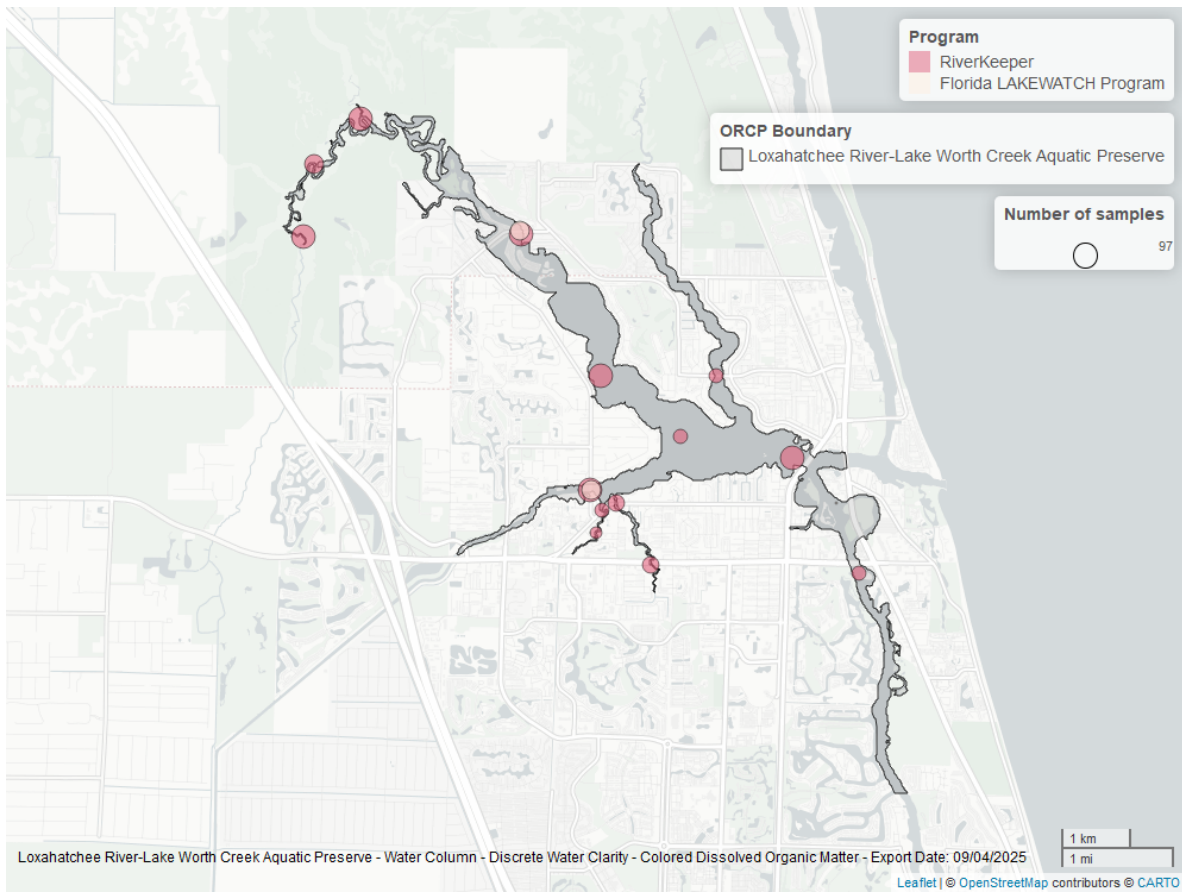 Program
RiverKeeper
Florida LAKEWATCH Program
ORCP Boundary
Loxahatchee River-Lake Worth Creek Aquatic Preserve
Number of samples
97
1 km
1 mi
Loxahatchee River-Lake Worth Creek Aquatic Preserve - Water Column - Discrete Water Clarity - Colored Dissolved Organic Matter - Export Date: 09/04/2025
Leaflet | © OpenStreetMap contributors © CARTO